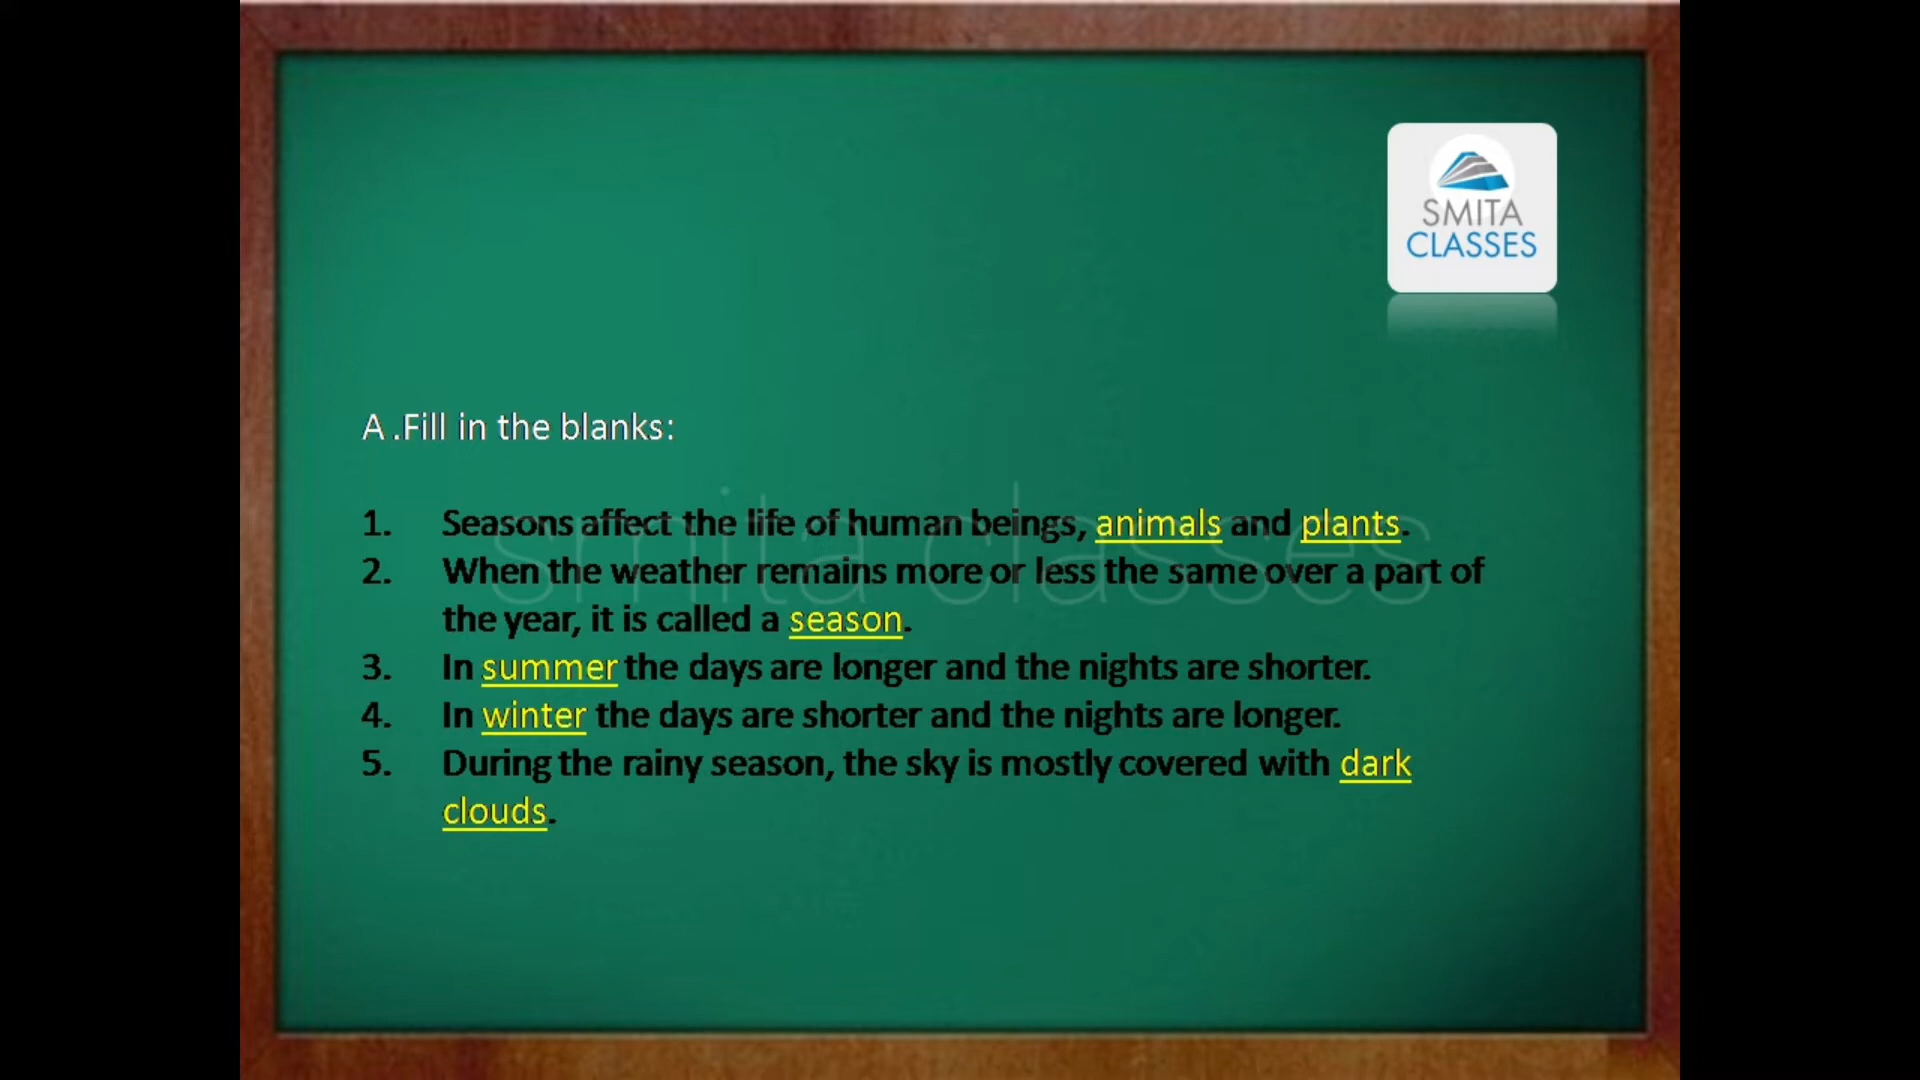 SMITA
CLASSES
A .Fill in the blanks:
1. Seasons affect the life of human beings, animals and plants.
2. When the weather remains more or less the same over a part of
the year, it is called a season.
3. In summer the days are longer and the nights are shorter.
4. In winter the days are shorter and the nights are longer.
5. During the rainy season, the sky is mostly covered with dark
clouds.
smita classes